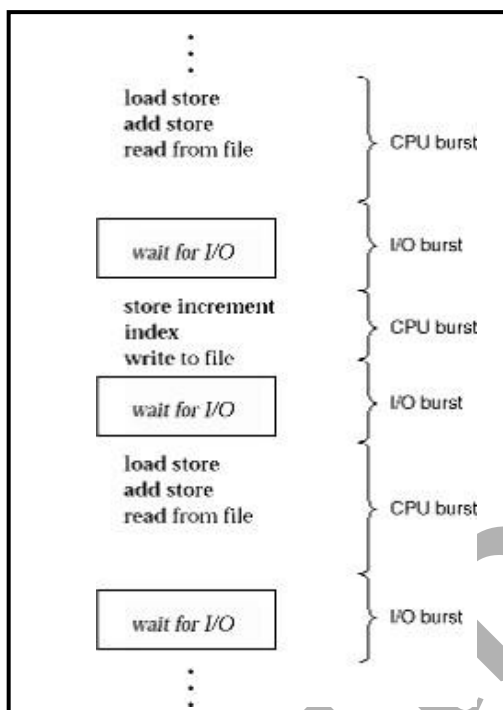 load store
add store
read from file
CPU burst
wait for I/O
I/O burst
store increment
index
write to file
CPU burst
wait for I/O
I/O burst
load store
add store
read from file
CPU burst
wait for I/O
I/O burst